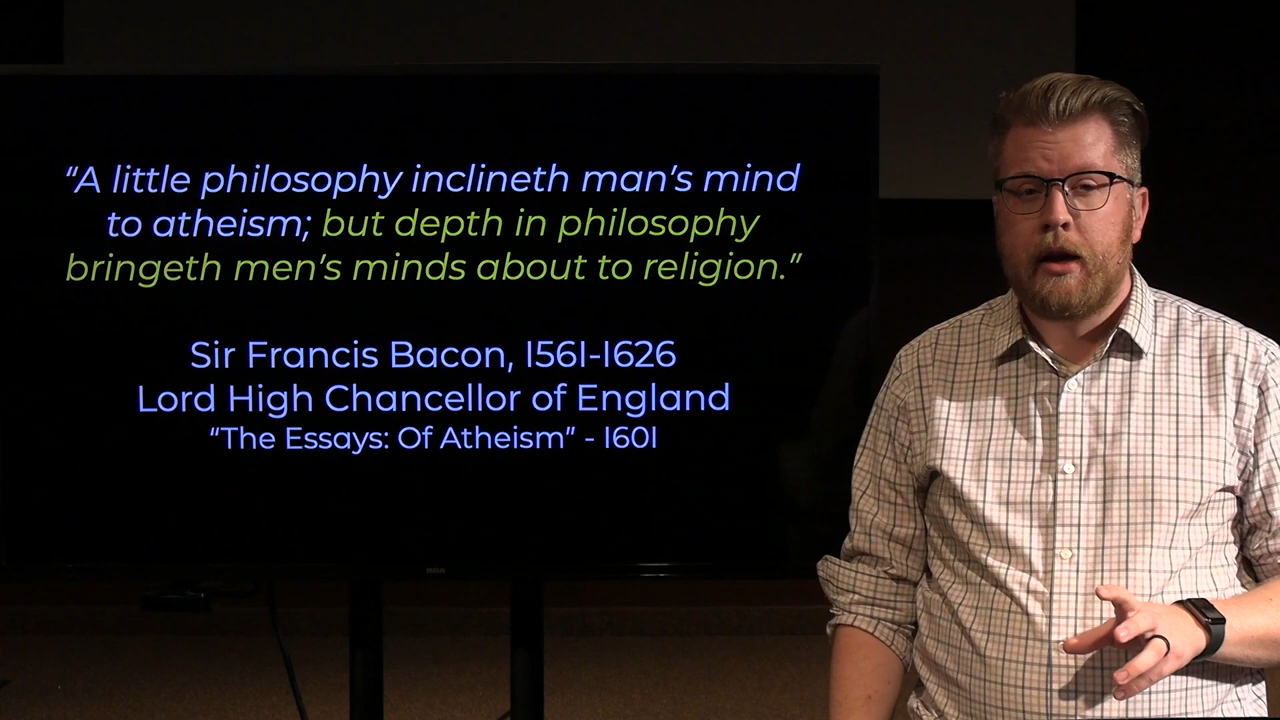 “A little philosophy inclineth man’s mind
to atheism; but depth in philosophy
bringeth men’s minds about to religion.”
Sir Francis Bacon, 1561-1626
Lord High Chancellor of England
“The Essays: Of Atheism” - 1601
RCA